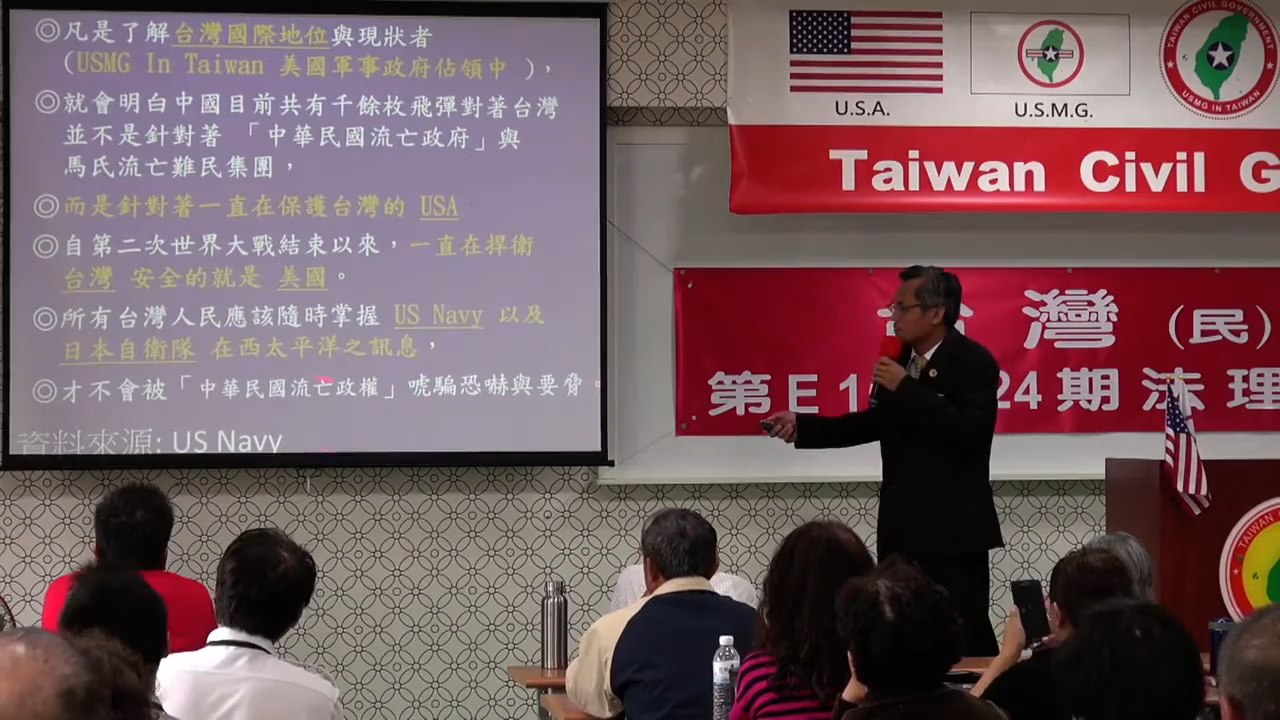 ◎凡是了解台灣國際地位與現狀者
(USMG In Taiwan 美國軍事政府佔領中 )，
◎就會明白中國目前共有千餘枚飛彈對著台灣
並不是針對著 「中華民國流亡政府」與
馬氏流亡難民集團，
◎而是針對著一直在保護台灣的 USA
◎自第二次世界大戰結束以來，一直在捍衛
台灣 安全的就是 美國。
◎所有台灣人民應該隨時掌握 US Navy 以及
日本自衛隊 在西太平洋之訊息，
◎才不會被「中華民國流亡政權」唬騙恐嚇與要脅。
資料來源: US Navy
U.S.A.
U.S.M.G.
TAIWAN CIVIL GOVERNMENT
USMG IN TAIWAN
Taiwan Civil G
灣 (民)
第E1 24期法理
TAIWAN